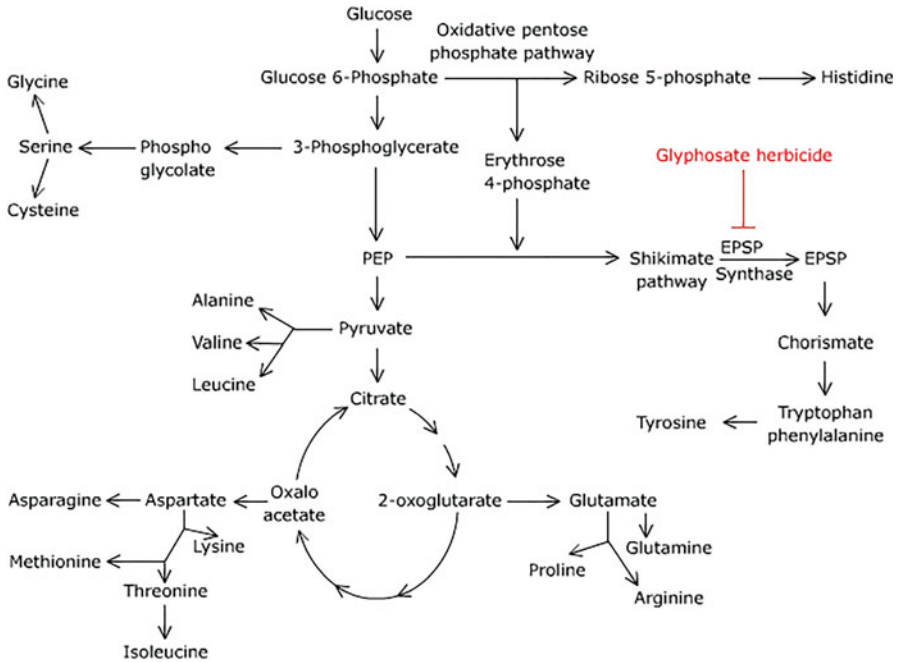 Glucose
Oxidative pentose
phosphate pathway
Glucose 6-Phosphate
Ribose 5-phosphate
Histidine
Glycine
Serine
Phospho
glycolate
3-Phosphoglycerate
Erythrose
4-phosphate
Glyphosate herbicide
Cysteine
PEP
Shikimate
pathway
EPSP
Synthase
EPSP
Alanine
Pyruvate
Valine
Leucine
Chorismate
Citrate
Tyrosine
Tryptophan
phenylalanine
Asparagine
Aspartate
Oxalo
acetate
2-oxoglutarate
Glutamate
Lysine
Glutamine
Methionine
Proline
Threonine
Arginine
Isoleucine